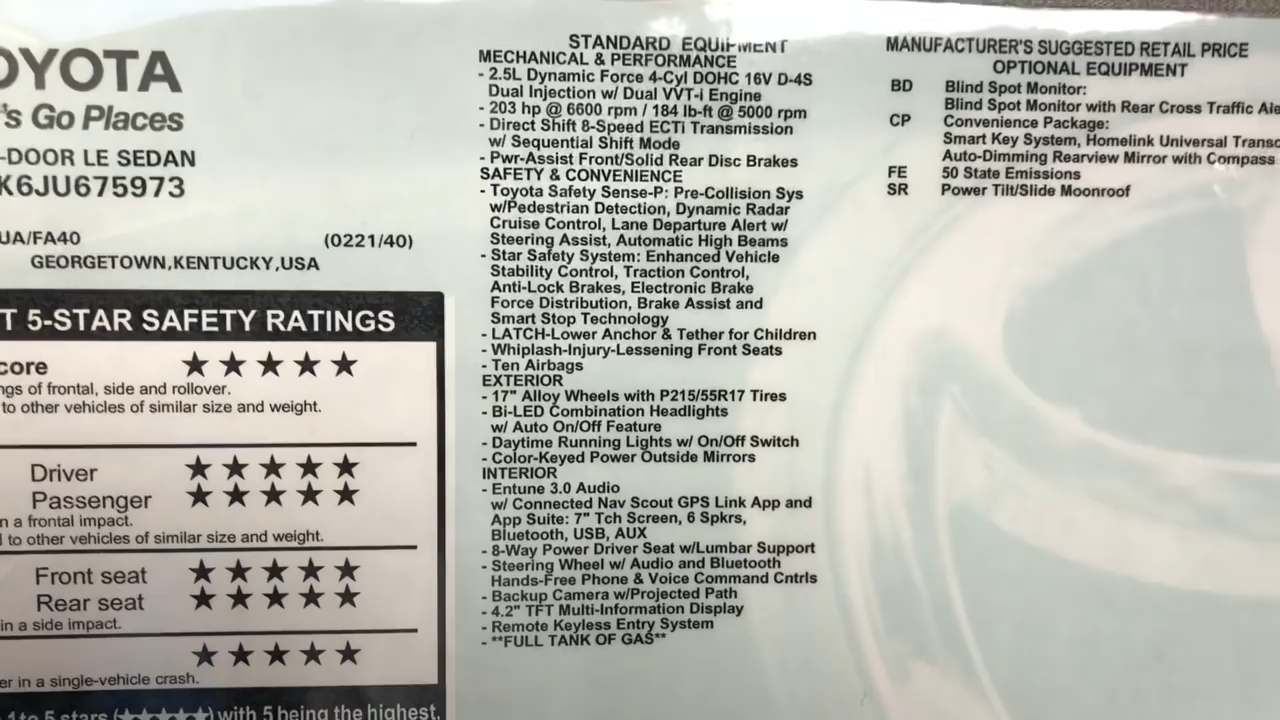 OYOTA
's Go Places
-DOOR LE SEDAN
K6JU675973
UA/FA40 (0221/40)
GEORGETOWN,KENTUCKY,USA
T 5-STAR SAFETY RATINGS
core ★★★★★
ngs of frontal, side and rollover.
to other vehicles of similar size and weight.
Driver ★★★★★
Passenger ★★★★★
n a frontal impact.
to other vehicles of similar size and weight.
Front seat ★★★★★
Rear seat ★★★★★
in a side impact.
★★★★★
er in a single-vehicle crash.
1 to 5 stars (★★★★★) with 5 being the highest.
STANDARD EQUIPMENT
MECHANICAL & PERFORMANCE
- 2.5L Dynamic Force 4-Cyl DOHC 16V D-4S
Dual Injection w/ Dual VVT-i Engine
- 203 hp @ 6600 rpm / 184 lb-ft @ 5000 rpm
- Direct Shift 8-Speed ECTi Transmission
w/ Sequential Shift Mode
- Pwr-Assist Front/Solid Rear Disc Brakes
SAFETY & CONVENIENCE
- Toyota Safety Sense-P: Pre-Collision Sys
w/Pedestrian Detection, Dynamic Radar
Cruise Control, Lane Departure Alert w/
Steering Assist, Automatic High Beams
- Star Safety System: Enhanced Vehicle
Stability Control, Traction Control,
Anti-Lock Brakes, Electronic Brake
Force Distribution, Brake Assist and
Smart Stop Technology
- LATCH-Lower Anchor & Tether for Children
- Whiplash-Injury-Lessening Front Seats
- Ten Airbags
EXTERIOR
- 17" Alloy Wheels with P215/55R17 Tires
- Bi-LED Combination Headlights
w/ Auto On/Off Feature
- Daytime Running Lights w/ On/Off Switch
- Color-Keyed Power Outside Mirrors
INTERIOR
- Entune 3.0 Audio
w/ Connected Nav Scout GPS Link App and
App Suite: 7" Tch Screen, 6 Spkrs,
Bluetooth, USB, AUX
- 8-Way Power Driver Seat w/Lumbar Support
- Steering Wheel w/ Audio and Bluetooth
Hands-Free Phone & Voice Command Cntrls
- Backup Camera w/Projected Path
- 4.2" TFT Multi-Information Display
- Remote Keyless Entry System
- **FULL TANK OF GAS**
MANUFACTURER'S SUGGESTED RETAIL PRICE
OPTIONAL EQUIPMENT
BD Blind Spot Monitor:
Blind Spot Monitor with Rear Cross Traffic Ale
CP Convenience Package:
Smart Key System, Homelink Universal Transc
Auto-Dimming Rearview Mirror with Compass
FE 50 State Emissions
SR Power Tilt/Slide Moonroof